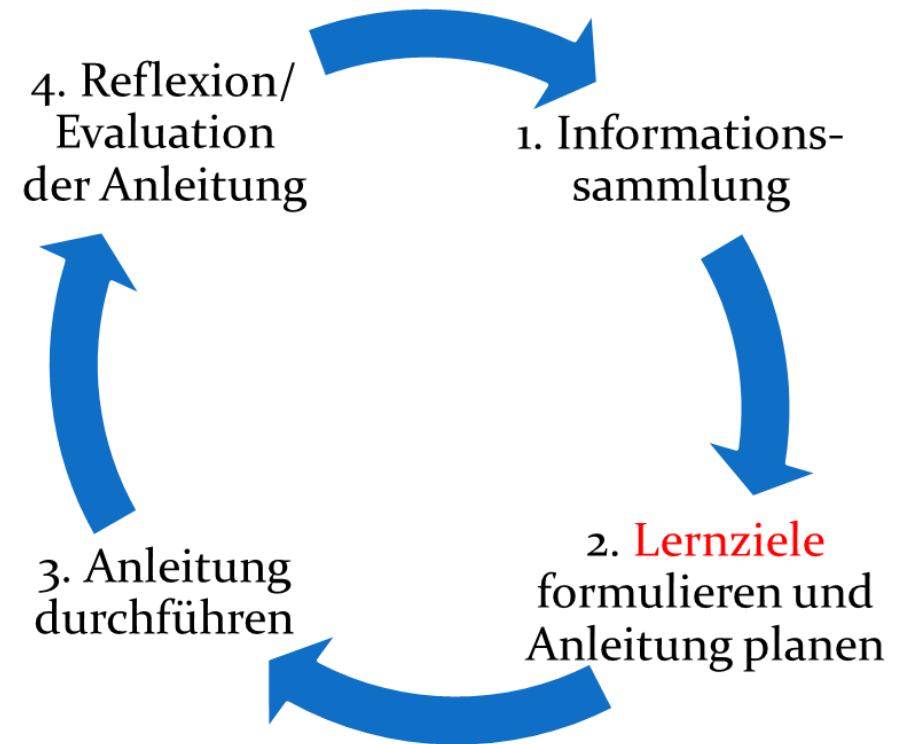 4. Reflexion/
Evaluation
der Anleitung
1. Informations-
sammlung
2. Lernziele
formulieren und
Anleitung planen
3. Anleitung
durchführen